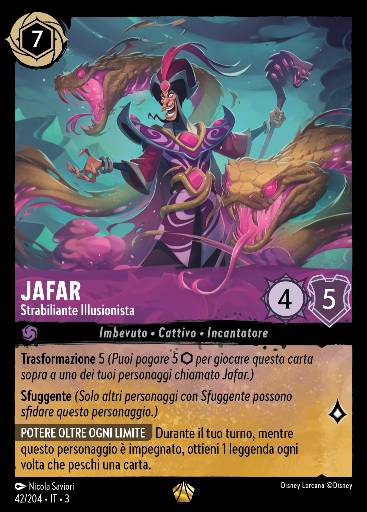 7
JAFAR
Strabiliante Illusionista
4
5
Imbevuto • Cattivo • Incantatore
Trasformazione 5 (Puoi pagare 5 per giocare questa carta
sopra a uno dei tuoi personaggi chiamato Jafar.)
Sfuggente (Solo altri personaggi con Sfuggente possono
sfidare questo personaggio.)
POTERE OLTRE OGNI LIMITE Durante il tuo turno, mentre
questo personaggio è impegnato, ottieni 1 leggenda ogni
volta che peschi una carta.
Nicola Saviori
Disney Lorcana ©Disney
42/204 • IT • 3